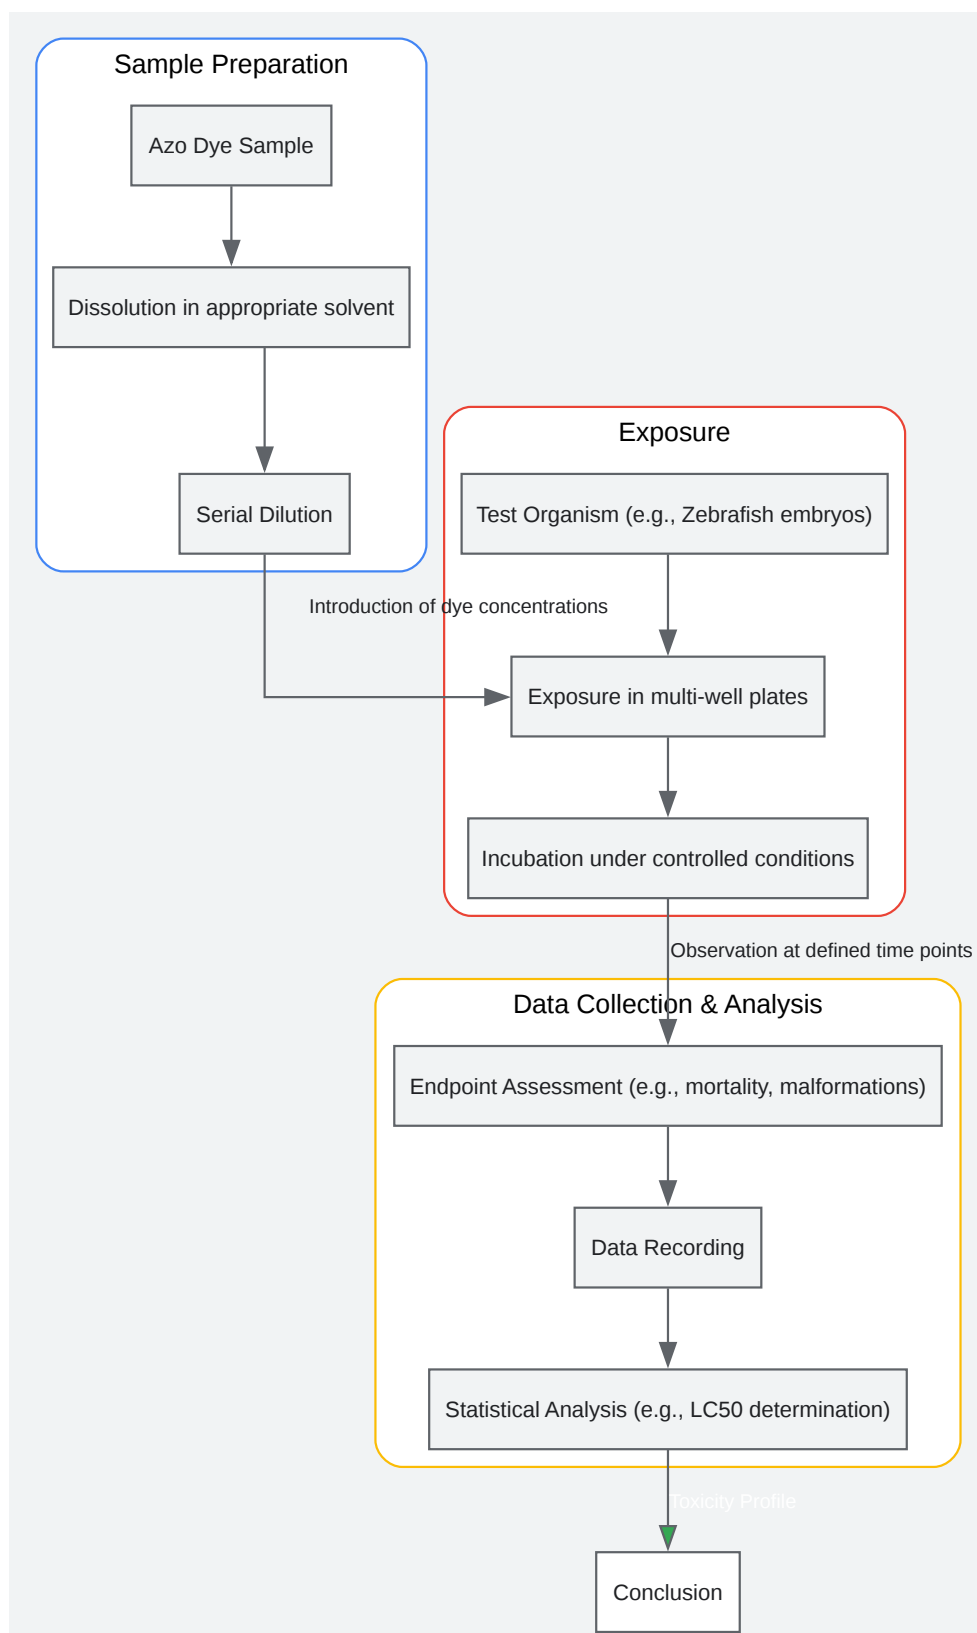 Sample Preparation
Azo Dye Sample
Dissolution in appropriate solvent
Serial Dilution
Exposure
Test Organism (e.g., Zebrafish embryos)
Introduction of dye concentrations
Exposure in multi-well plates
Incubation under controlled conditions
Observation at defined time points
Data Collection & Analysis
Endpoint Assessment (e.g., mortality, malformations)
Data Recording
Statistical Analysis (e.g., LC50 determination)
Toxicity Profile
Conclusion